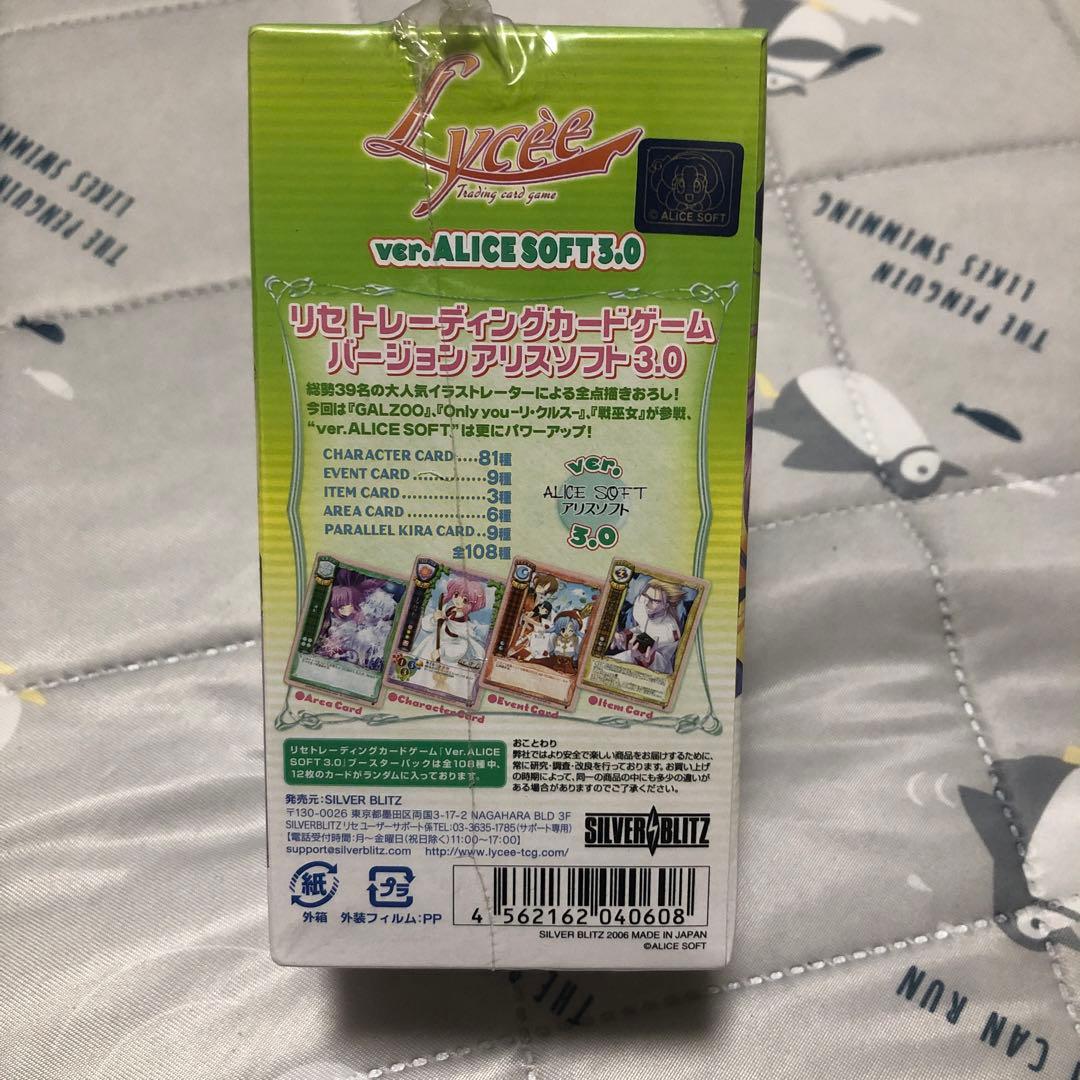 Lycèe
Trading card game
© ALICE SOFT
ver.ALICE SOFT 3.0
リセ トレーディングカードゲーム
バージョン アリスソフト 3.0
総勢39名の大人気イラストレーターによる全点描きおろし!
今回は『GALZOO』、『Only you -リ・クルス-』、『戦巫女』が参戦、
"ver.ALICE SOFT"は更にパワーアップ!
CHARACTER CARD ....81種
EVENT CARD ..............9種
ITEM CARD................3種
AREA CARD...............6種
PARALLEL KIRA CARD..9種
全108種
ver.
ALICE SOFT
アリスソフト
3.0
●Area Card
●Character Card
●Event Card
●Item Card
リセトレーディングカードゲーム「Ver.ALICE
SOFT 3.0」ブースターパックは全108種中、
12枚のカードがランダムに入っております。
おことわり
弊社ではより安全で楽しい商品をお届けするために、
常に研究・調査・改良を行っております。お買い上げ
の時期によって、同一の商品の中にも多少の違いが
ある場合がありますのでご了承ください。
発売元:SILVER BLITZ
〒130-0026 東京都墨田区両国3-17-2 NAGAHARA BLD 3F
SILVERBLITZ リセ ユーザーサポート係 TEL:03-3635-1785(サポート専用)
【電話受付時間:月~金曜日(祝日除く)11:00~17:00】
support@silverblitz.com http://www.lycee-tcg.com/
SILVER BLITZ
紙
外箱
プラ
外装フィルム:PP
4 562162 040608
SILVER BLITZ 2006 MADE IN JAPAN
©ALICE SOFT
THE PENGUIN
LIKES SWIMMING
THE PENGUIN
LIKES SWIMMING
CAN RUN